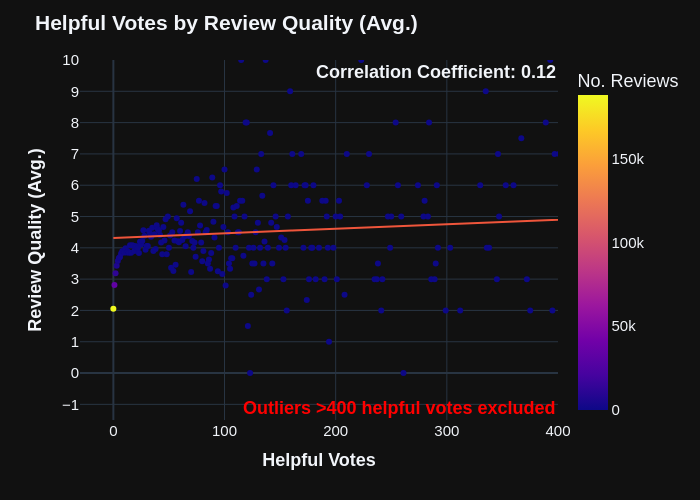 Helpful Votes by Review Quality (Avg.)
Correlation Coefficient: 0.12
No. Reviews
10
9
8
7
6
5
4
3
2
1
0
−1
Review Quality (Avg.)
150k
100k
50k
0
Outliers >400 helpful votes excluded
0
100
200
300
400
Helpful Votes